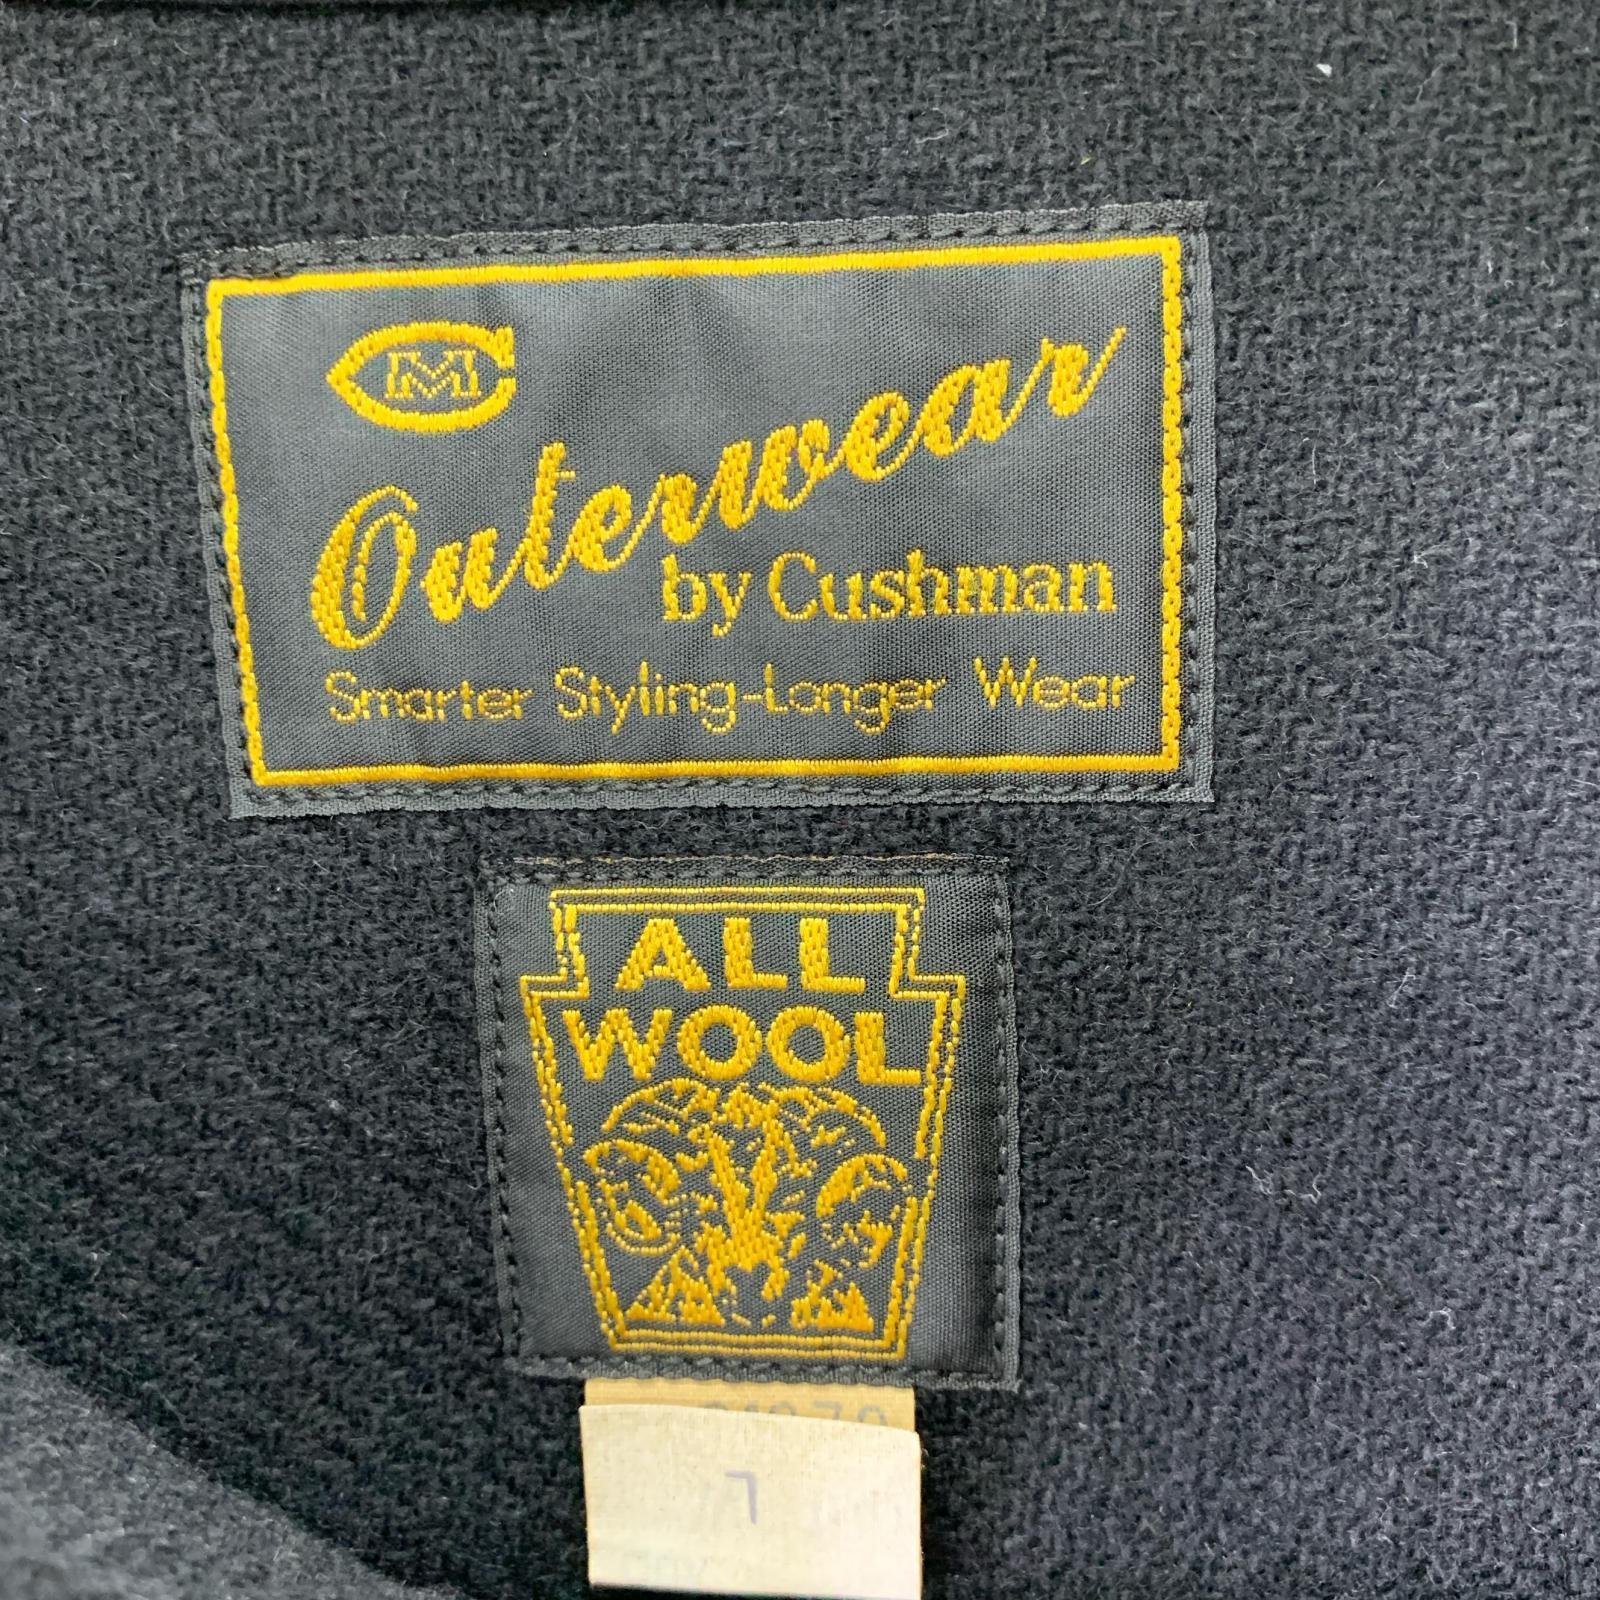 CM
Outerwear
by Cushman
Smarter Styling-Longer Wear
ALL
WOOL